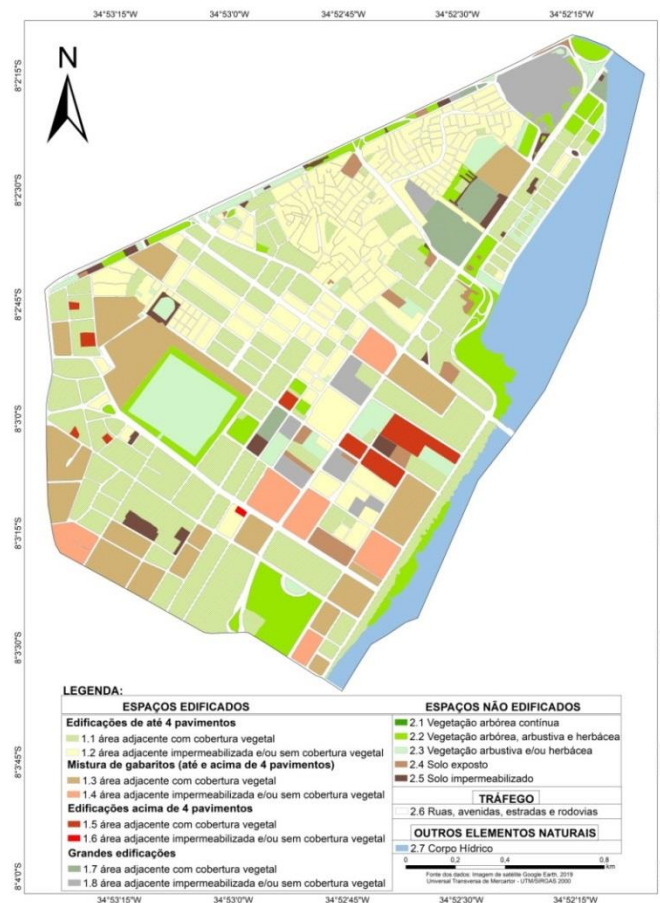 34°53'15"W 34°53'0"W 34°52'45"W 34°52'30"W 34°52'15"W
N
8°2'15"S
8°2'30"S
8°2'45"S
8°3'0"S
8°3'15"S
8°3'30"S
8°3'45"S
8°4'0"S
LEGENDA:
ESPAÇOS EDIFICADOS
Edificações de até 4 pavimentos
1.1 área adjacente com cobertura vegetal
1.2 área adjacente impermeabilizada e/ou sem cobertura vegetal
Mistura de gabaritos (até e acima de 4 pavimentos)
1.3 área adjacente com cobertura vegetal
1.4 área adjacente impermeabilizada e/ou sem cobertura vegetal
Edificações acima de 4 pavimentos
1.5 área adjacente com cobertura vegetal
1.6 área adjacente impermeabilizada e/ou sem cobertura vegetal
Grandes edificações
1.7 área adjacente com cobertura vegetal
1.8 área adjacente impermeabilizada e/ou sem cobertura vegetal
ESPAÇOS NÃO EDIFICADOS
2.1 Vegetação arbórea contínua
2.2 Vegetação arbórea, arbustiva e herbácea
2.3 Vegetação arbustiva e/ou herbácea
2.4 Solo exposto
2.5 Solo impermeabilizado
TRÁFEGO
2.6 Ruas, avenidas, estradas e rodovias
OUTROS ELEMENTOS NATURAIS
2.7 Corpo Hídrico
0 0,2 0,4 0,8
km
Fonte dos dados: Imagem de satélite Google Earth, 2019
Universal Transversa de Mercartor - UTM/SIRGAS 2000
34°53'15"W 34°53'0"W 34°52'45"W 34°52'30"W 34°52'15"W